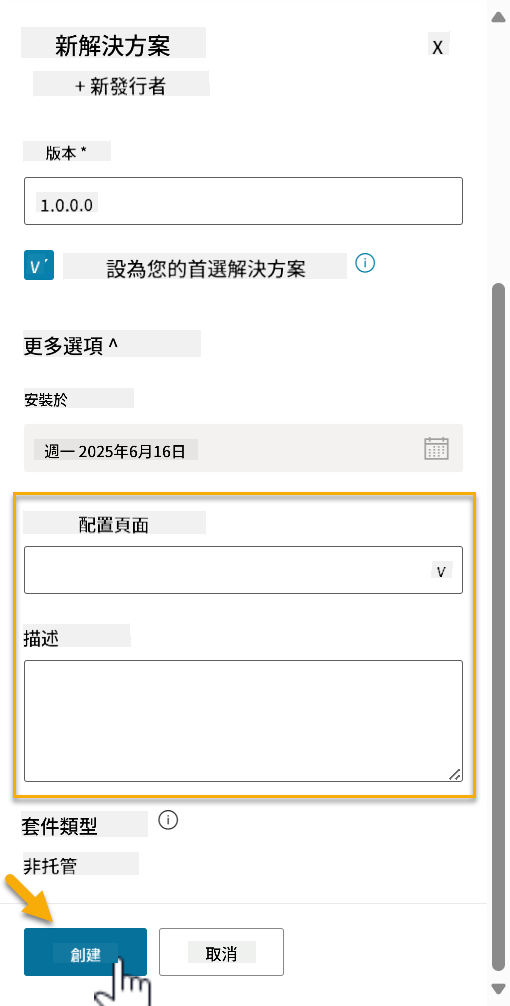 新解決方案
X
+ 新發行者
版本 *
1.0.0.0
設為您的首選解決方案
更多選項 ^
安裝於
週一 2025年6月16日
配置頁面
描述
套件類型
非托管
創建
取消